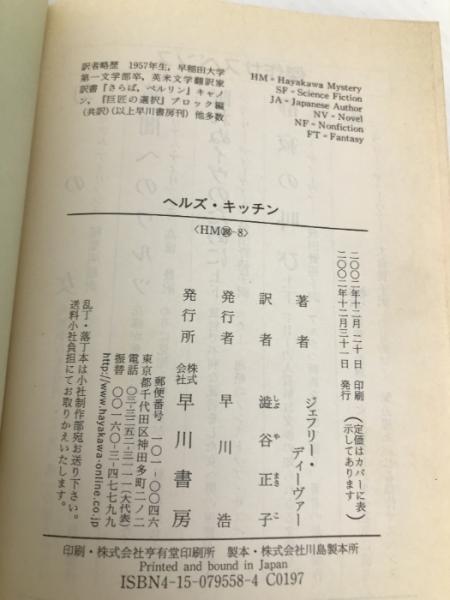 訳者略歴 1957年生，早稲田大学
第一文学部卒，英米文学翻訳家
訳書『さらば，ベルリン』キャノ
ン，『巨匠の選択』ブロック編
（共訳）（以上早川書房刊）他多数
HM = Hayakawa Mystery
SF = Science Fiction
JA = Japanese Author
NV = Novel
NF = Nonfiction
FT = Fantasy
ヘルズ・キッチン
二〇〇二年十二月二十日 印刷
二〇〇二年十二月三十一日 発行
（定価はカバーに表示してあります）
著者 ジェフリー・ディーヴァー
訳者 澁谷正子
しぶ や まさ こ
発行者 早川 浩
発行所 株式会社 早川書房
郵便番号 一〇一-〇〇四六
東京都千代田区神田多町二ノ二
電話 〇三-三二五二-三一一一（大代表）
振替 〇〇一六〇-三-四七七九九
http://www.hayakawa-online.co.jp
乱丁・落丁本は小社制作部宛お送り下さい。
送料小社負担にてお取りかえいたします。
印刷・株式会社亨有堂印刷所 製本・株式会社川島製本所
Printed and bound in Japan
ISBN4-15-079558-4 C0197